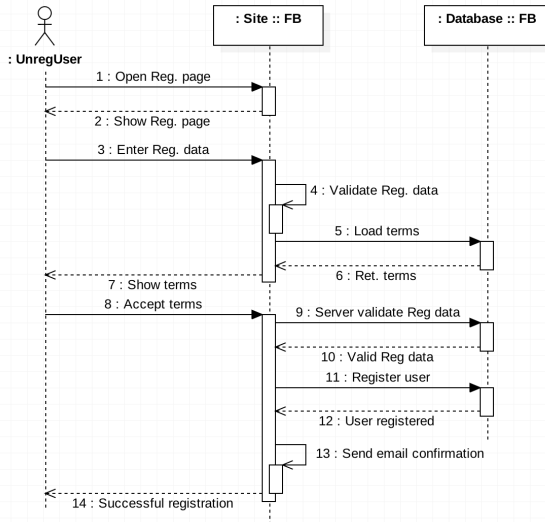 : Site :: FB
: Database :: FB
: UnregUser
1 : Open Reg. page
2 : Show Reg. page
3 : Enter Reg. data
4 : Validate Reg. data
5 : Load terms
6 : Ret. terms
7 : Show terms
8 : Accept terms
9 : Server validate Reg data
10 : Valid Reg data
11 : Register user
12 : User registered
13 : Send email confirmation
14 : Successful registration